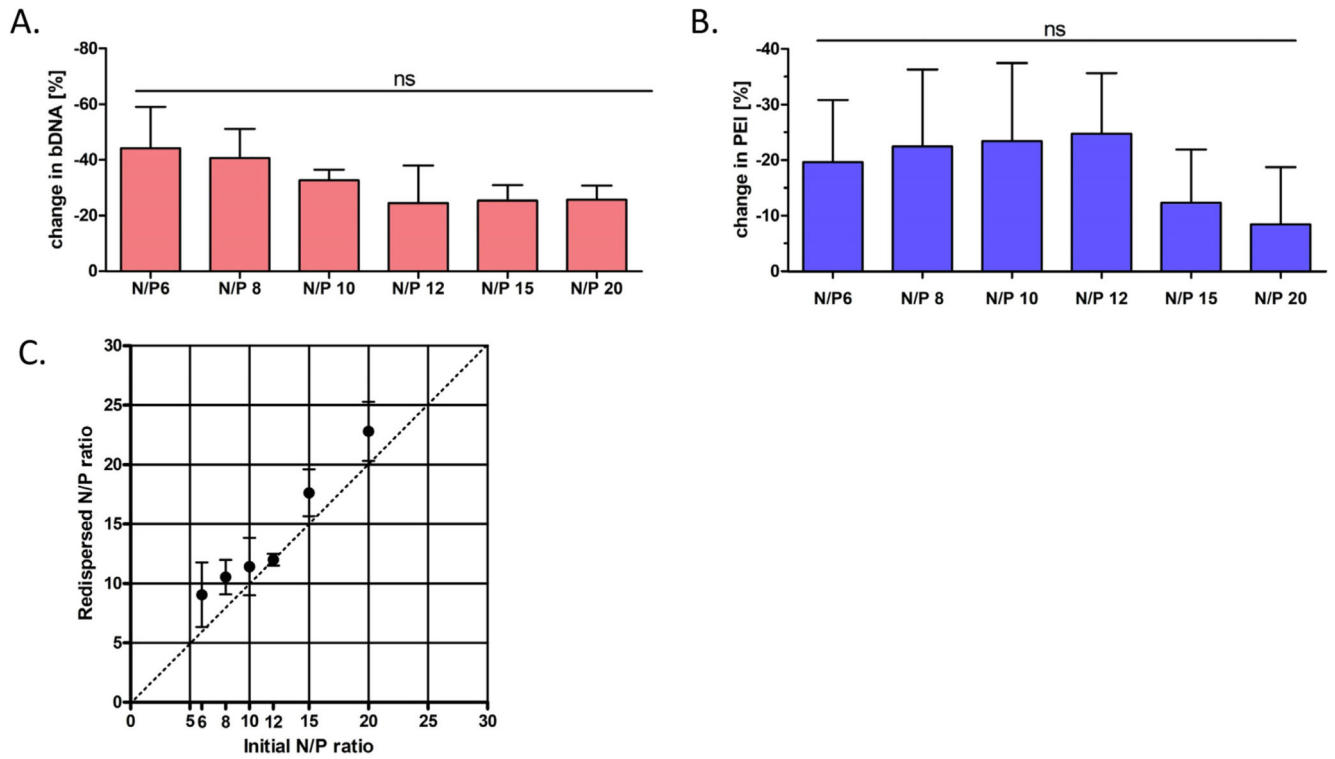 A.
change in bDNA [%]
-80
-60
-40
-20
0
ns
N/P6 N/P 8 N/P 10 N/P 12 N/P 15 N/P 20
B.
change in PEI [%]
-40
-30
-20
-10
0
ns
N/P6 N/P 8 N/P 10 N/P 12 N/P 15 N/P 20
C.
Redispersed N/P ratio
30
25
20
15
10
5
0
0 5 6 8 10 12 15 20 25 30
Initial N/P ratio